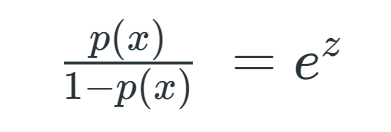 p(x)/1−p(x) = e^z